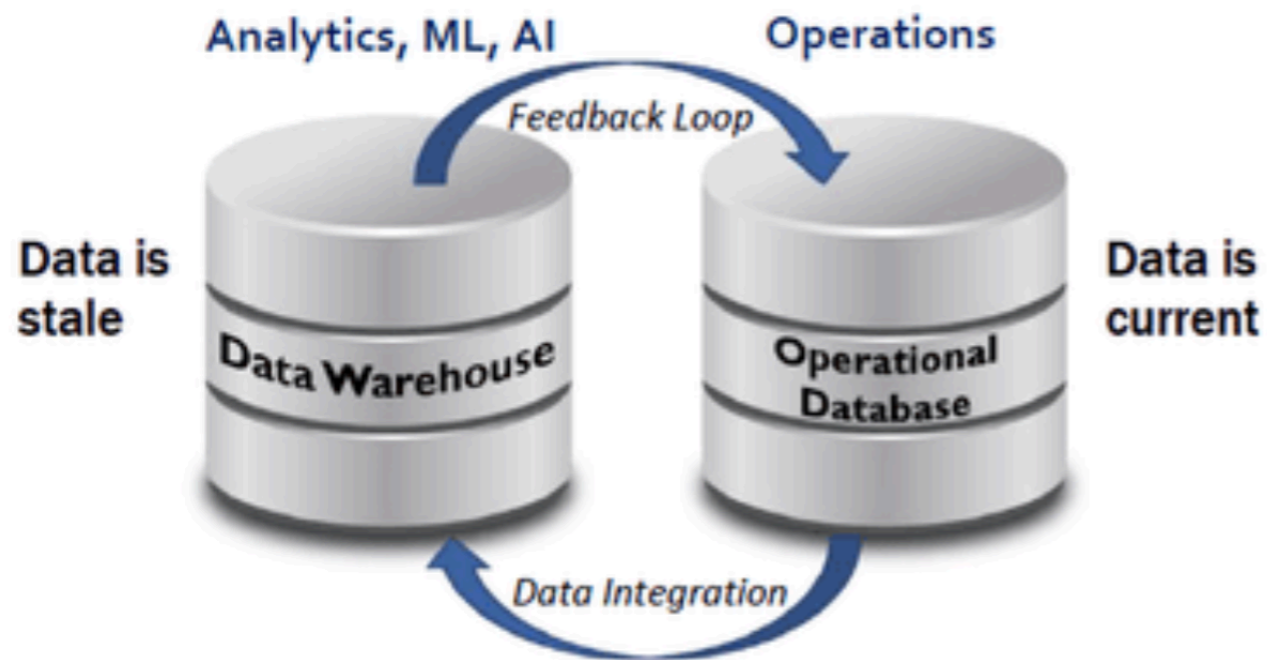 Analytics, ML, AI
Operations
Feedback Loop
Data is
stale
Data Warehouse
Operational
Database
Data is
current
Data Integration